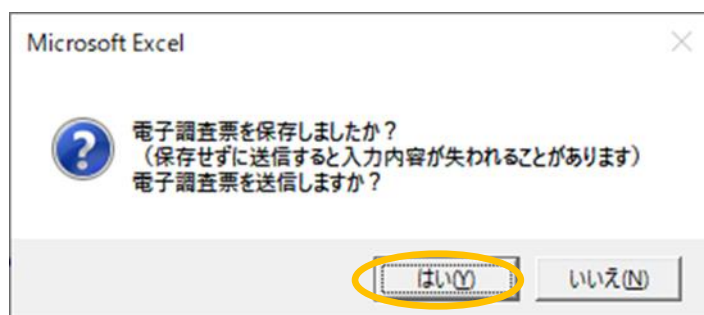 Microsoft Excel
電子調査票を保存しましたか？
（保存せずに送信すると入力内容が失われることがあります）
電子調査票を送信しますか？
はい(Y)
いいえ(N)